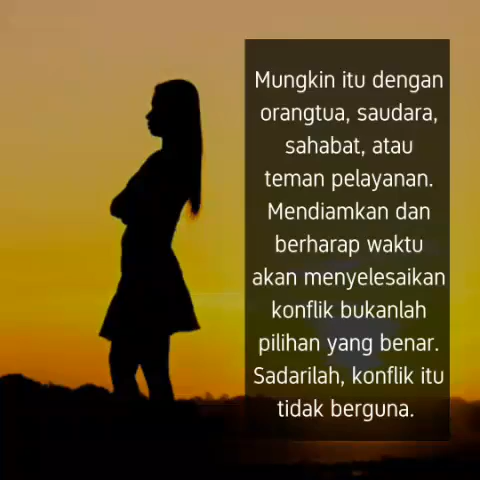 Mungkin itu dengan
orangtua, saudara,
sahabat, atau
teman pelayanan.
Mendiamkan dan
berharap waktu
akan menyelesaikan
konflik bukanlah
pilihan yang benar.
Sadarilah, konflik itu
tidak berguna.